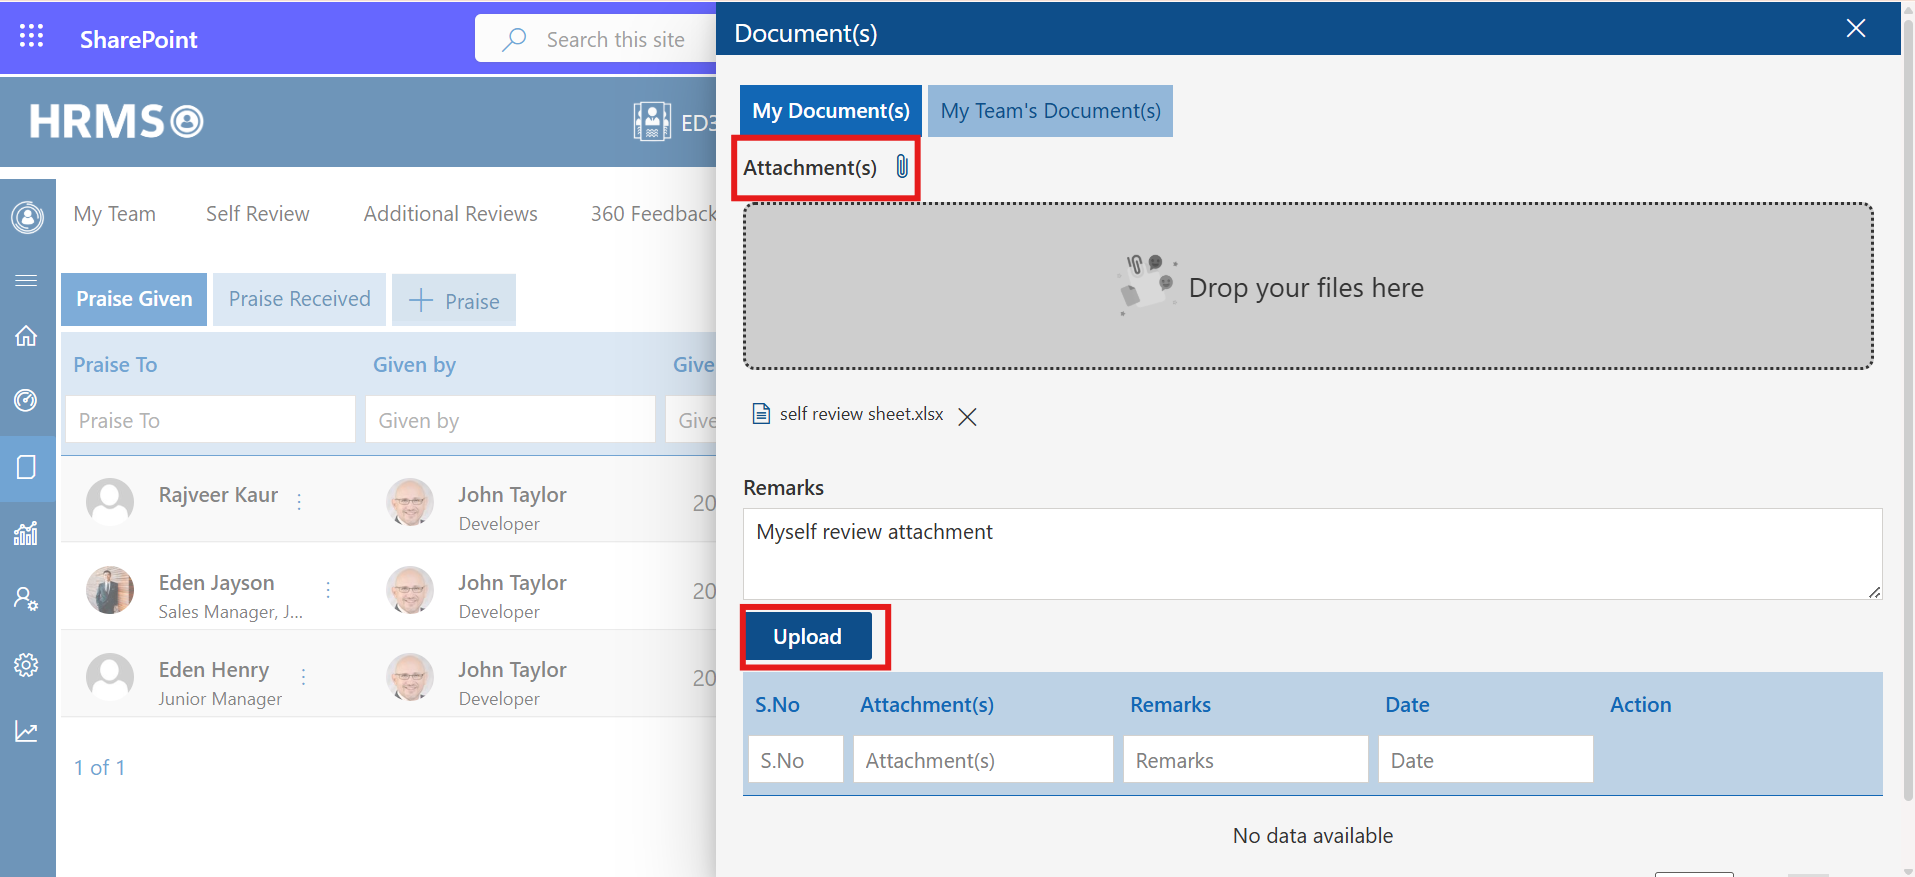 SharePoint
Search this site
HRMS
ED3
My Team
Self Review
Additional Reviews
360 Feedback
Praise Given
Praise Received
Praise
Praise To
Given by
Give
Praise To
Given by
Give
Rajveer Kaur
John Taylor
Developer
20
Eden Jayson
Sales Manager, J...
John Taylor
Developer
20
Eden Henry
Junior Manager
John Taylor
Developer
20
1 of 1
Document(s)
My Document(s)
My Team's Document(s)
Attachment(s)
Drop your files here
self review sheet.xlsx
Remarks
Myself review attachment
Upload
S.No
Attachment(s)
Remarks
Date
Action
S.No
Attachment(s)
Remarks
Date
No data available